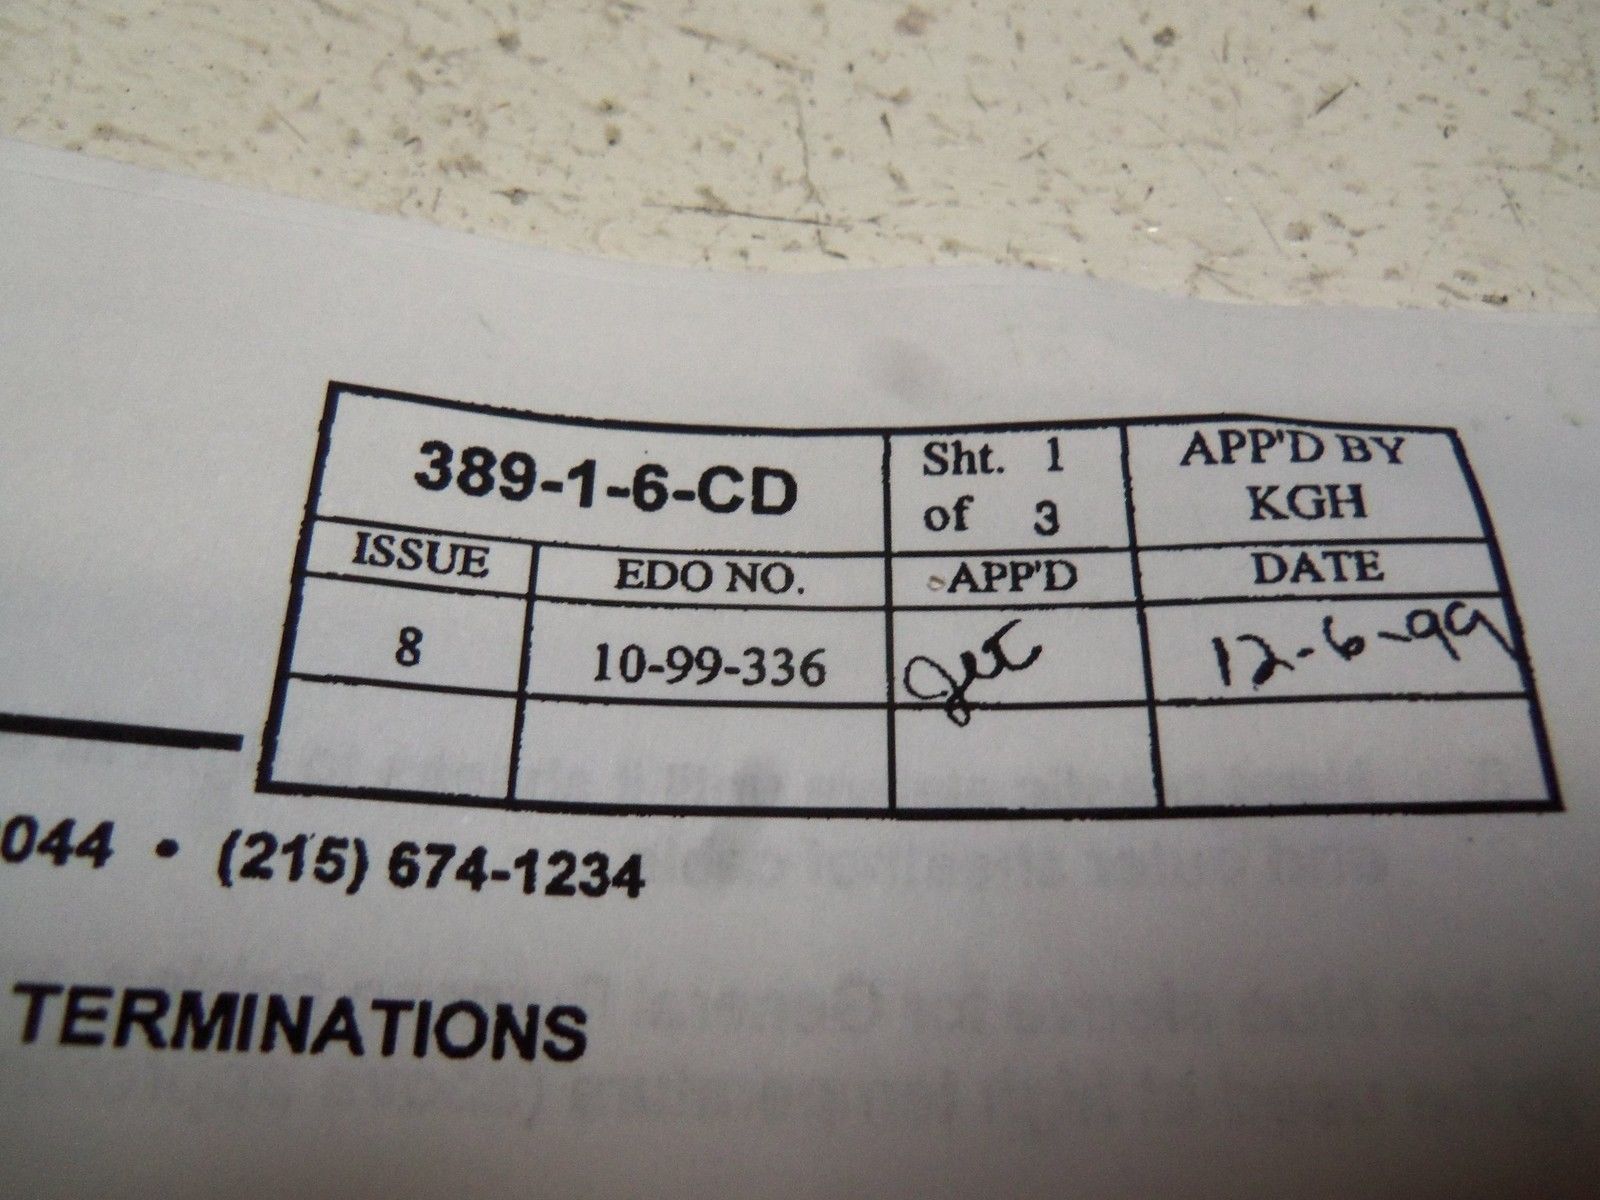 389-1-6-CD Sht. 1 of 3 APP'D BY KGH
ISSUE EDO NO. APP'D DATE
8 10-99-336 12-6-99
044 • (215) 674-1234
TERMINATIONS